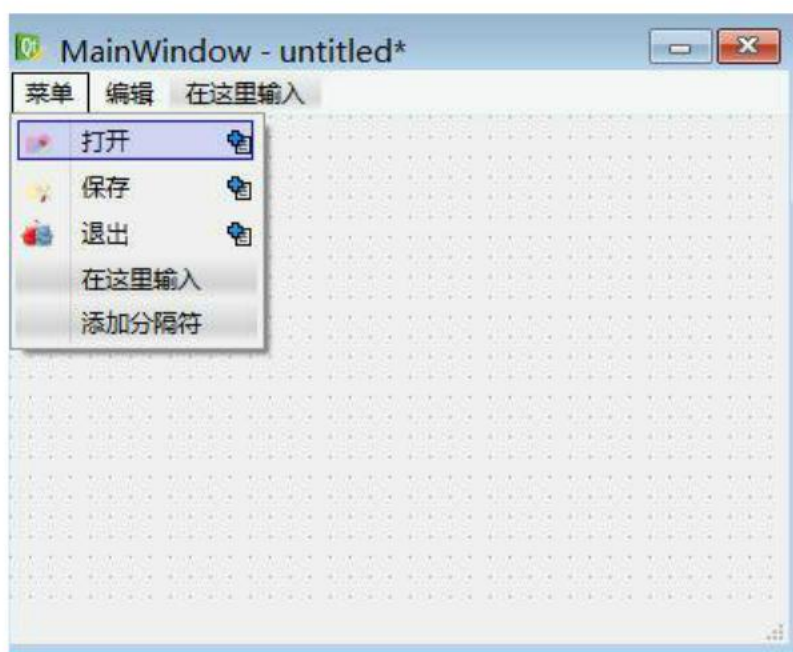 MainWindow - untitled*
菜单 编辑 在这里输入
打开
保存
退出
在这里输入
添加分隔符